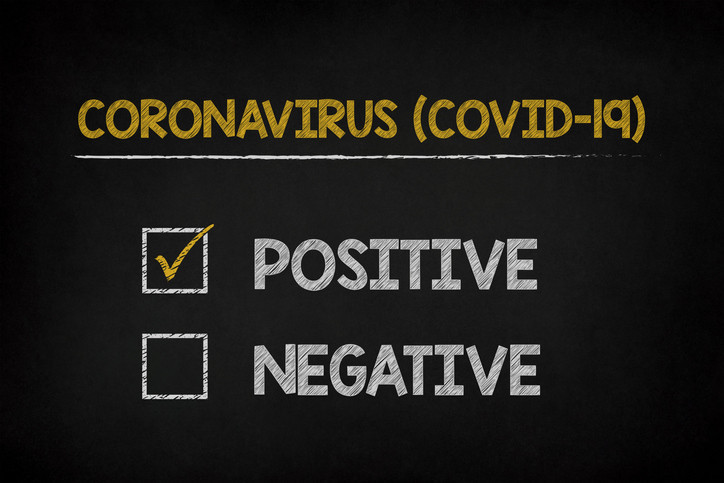 CORONAVIRUS (COVID-19)
POSITIVE
NEGATIVE